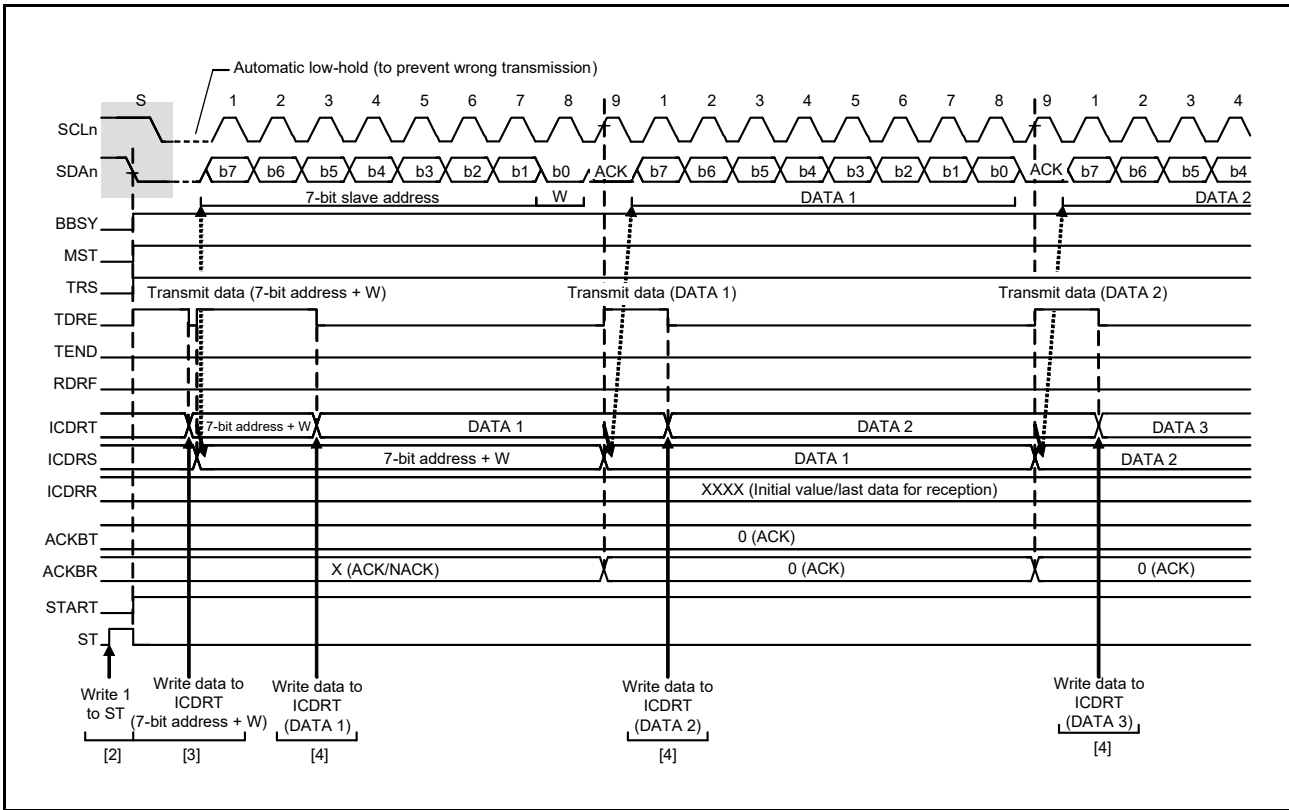 Automatic low-hold (to prevent wrong transmission)
S 1 2 3 4 5 6 7 8 9 1 2 3 4 5 6 7 8 9 1 2 3 4
SCLn
SDAn b7 b6 b5 b4 b3 b2 b1 b0 ACK b7 b6 b5 b4 b3 b2 b1 b0 ACK b7 b6 b5 b4
7-bit slave address W DATA 1 DATA 2
BBSY
MST
TRS
Transmit data (7-bit address + W) Transmit data (DATA 1) Transmit data (DATA 2)
TDRE
TEND
RDRF
ICDRT 7-bit address + W DATA 1 DATA 2 DATA 3
ICDRS 7-bit address + W DATA 1 DATA 2
ICDRR XXXX (Initial value/last data for reception)
ACKBT 0 (ACK)
ACKBR X (ACK/NACK) 0 (ACK) 0 (ACK)
START
ST
Write 1
to ST
Write data to
ICDRT
(7-bit address + W)
Write data to
ICDRT
(DATA 1)
Write data to
ICDRT
(DATA 2)
Write data to
ICDRT
(DATA 3)
[2] [3] [4] [4] [4]